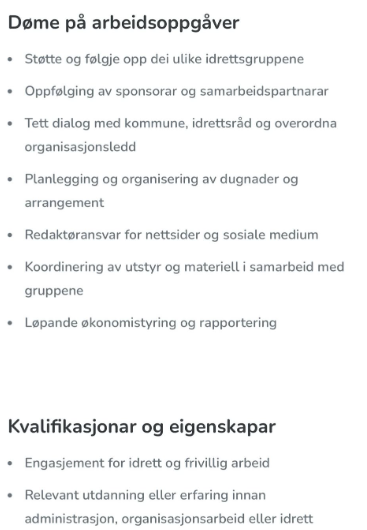 Døme på arbeidsoppgåver
• Støtte og følgje opp dei ulike idrettsgruppene
• Oppfølging av sponsorar og samarbeidspartnarar
• Tett dialog med kommune, idrettsråd og overordna
organisasjonsledd
• Planlegging og organisering av dugnader og
arrangement
• Redaktøransvar for nettsider og sosiale medium
• Koordinering av utstyr og materiell i samarbeid med
gruppene
• Løpande økonomistyring og rapportering
Kvalifikasjonar og eigenskapar
• Engasjement for idrett og frivillig arbeid
• Relevant utdanning eller erfaring innan
administrasjon, organisasjonsarbeid eller idrett